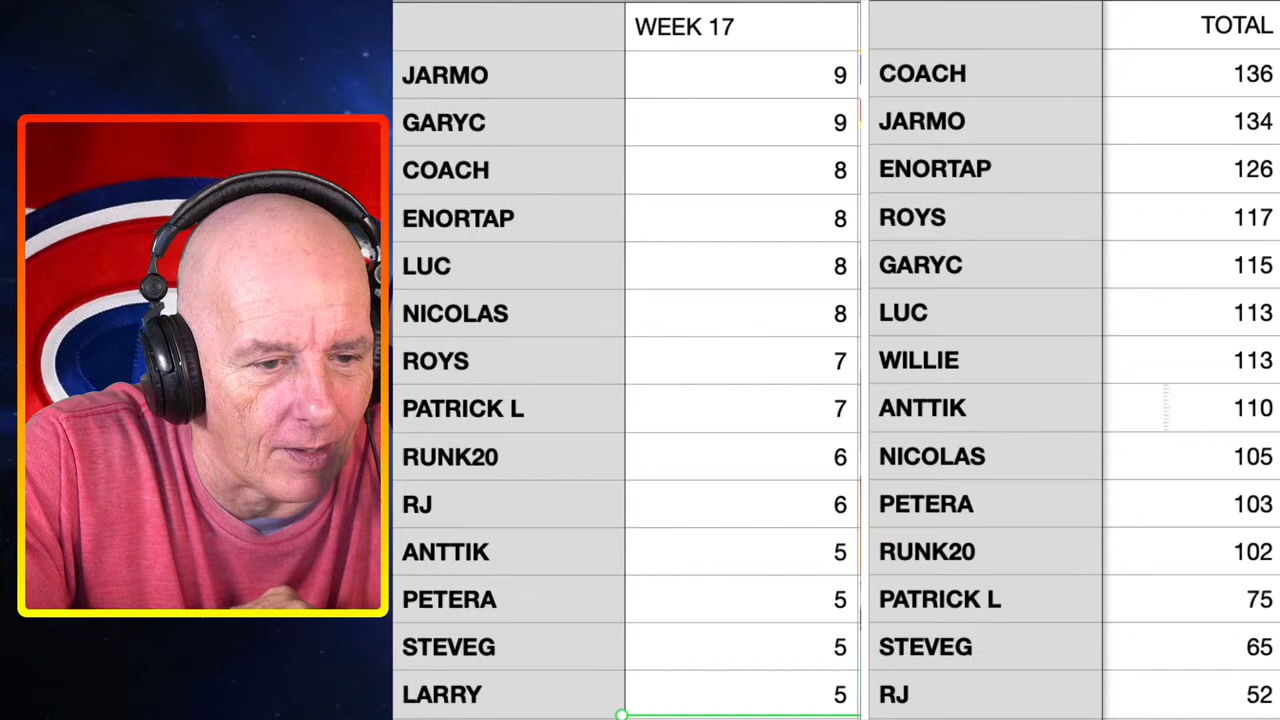 WEEK 17
JARMO 9
GARYC 9
COACH 8
ENORTAP 8
LUC 8
NICOLAS 8
ROYS 7
PATRICK L 7
RUNK20 6
RJ 6
ANTTIK 5
PETERA 5
STEVEG 5
LARRY 5
TOTAL
COACH 136
JARMO 134
ENORTAP 126
ROYS 117
GARYC 115
LUC 113
WILLIE 113
ANTTIK 110
NICOLAS 105
PETERA 103
RUNK20 102
PATRICK L 75
STEVEG 65
RJ 52